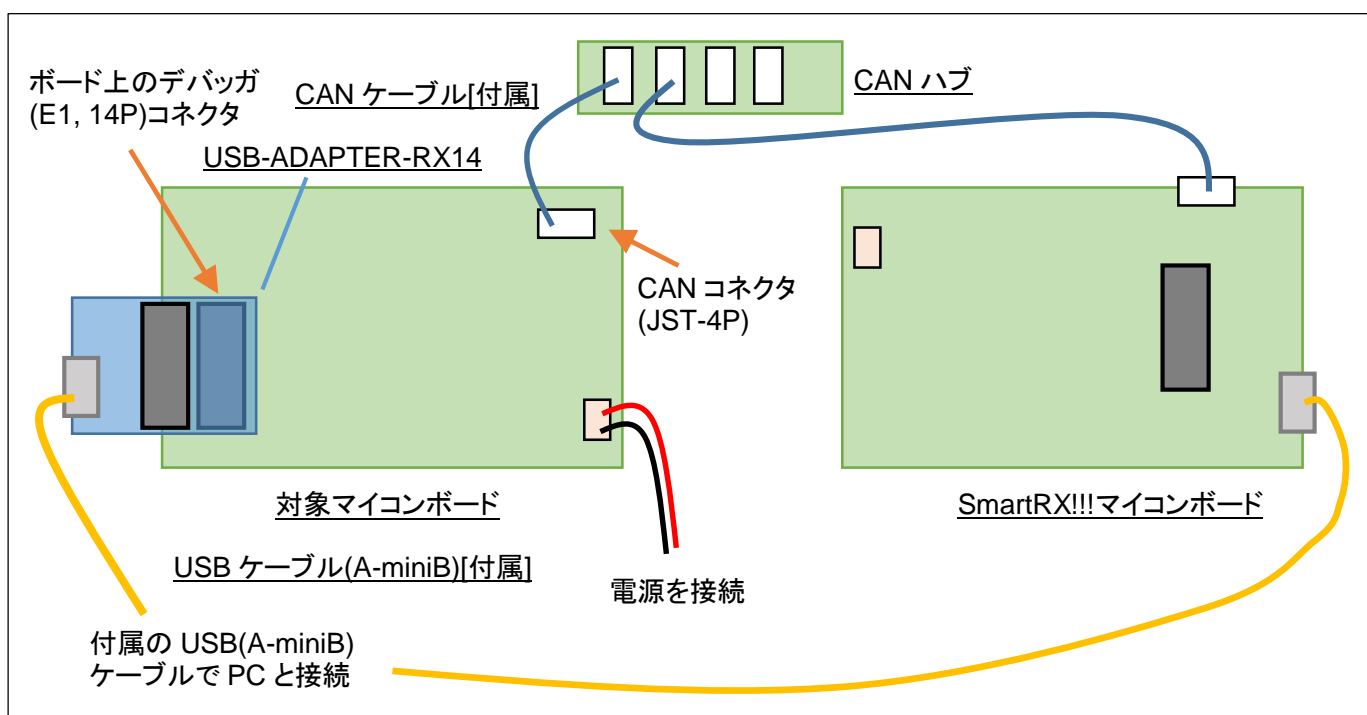 ボード上のデバッガ
(E1, 14P)コネクタ
CAN ケーブル[付属]
CAN ハブ
USB-ADAPTER-RX14
CAN コネクタ
(JST-4P)
対象マイコンボード
SmartRX!!!マイコンボード
USB ケーブル(A-miniB)[付属]
電源を接続
付属の USB(A-miniB)
ケーブルで PC と接続